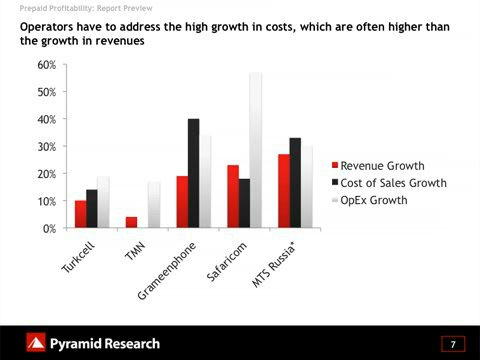 Prepaid Profitability: Report Preview
Operators have to address the high growth in costs, which are often higher than
the growth in revenues
60%
50%
40%
30%
20%
10%
0%
Turkcell
TMN
Grameenphone
Safaricom
MTS Russia*
Revenue Growth
Cost of Sales Growth
OpEx Growth
Pyramid Research
7